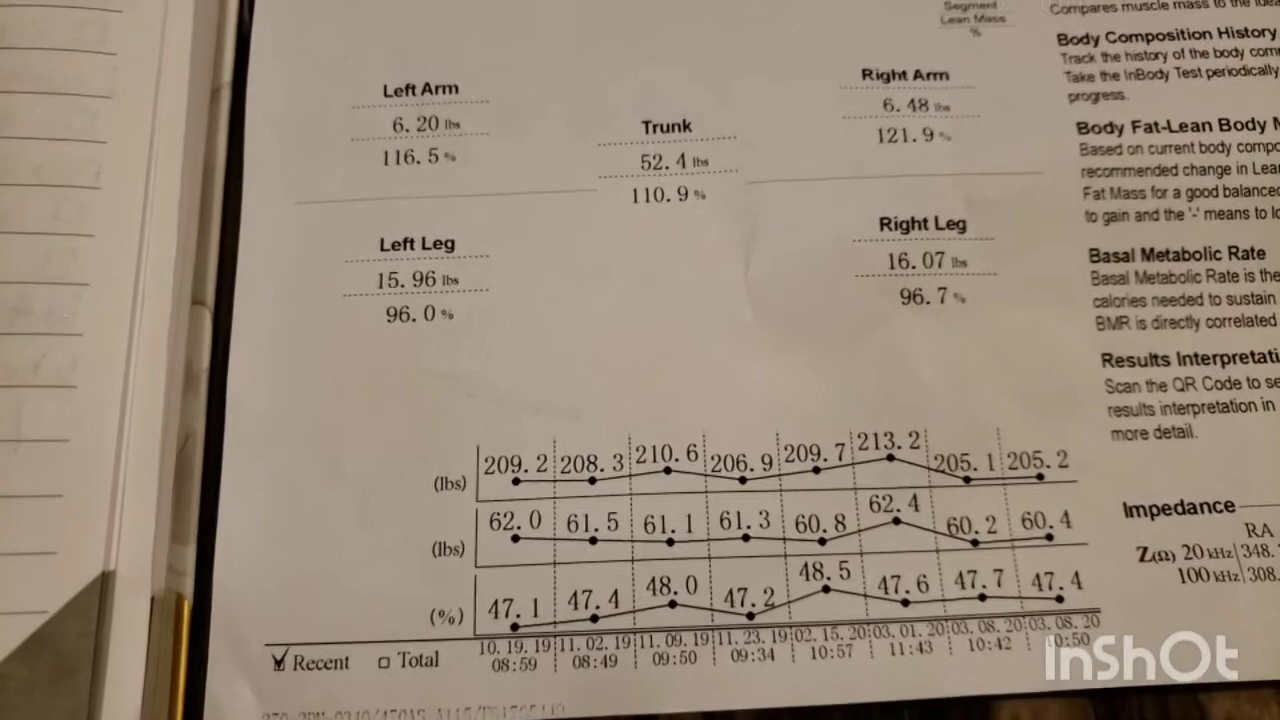 Segment
Lean Mass
%
Left Arm
6.20 lbs
116.5 %
Trunk
52.4 lbs
110.9 %
Right Arm
6.48 lbs
121.9 %
Left Leg
15.96 lbs
96.0 %
Right Leg
16.07 lbs
96.7 %
(lbs) 209.2 208.3 210.6 206.9 209.7 213.2 205.1 205.2
(lbs) 62.0 61.5 61.1 61.3 60.8 62.4 60.2 60.4
(%) 47.1 47.4 48.0 47.2 48.5 47.6 47.7 47.4
Recent Total 10.19.19 11.02.19 11.09.19 11.23.19 02.15.20 03.01.20 03.08.20 03.08.20
08:59 08:49 09:50 09:34 10:57 11:43 10:42 10:50
Compares muscle mass to the
Body Composition History
Track the history of the body
Take the InBody Test periodically
progress.
Body Fat-Lean Body
Based on current body
recommended change in
Fat Mass for a good balanced
to gain and the '-' means to
Basal Metabolic Rate
Basal Metabolic Rate is the
calories needed to sustain
BMR is directly correlated
Results
Scan the QR Code to
results interpretation in
more detail.
Impedance
RA
Z(Ω) 20 kHz 348.
100 kHz 308.
InShOt